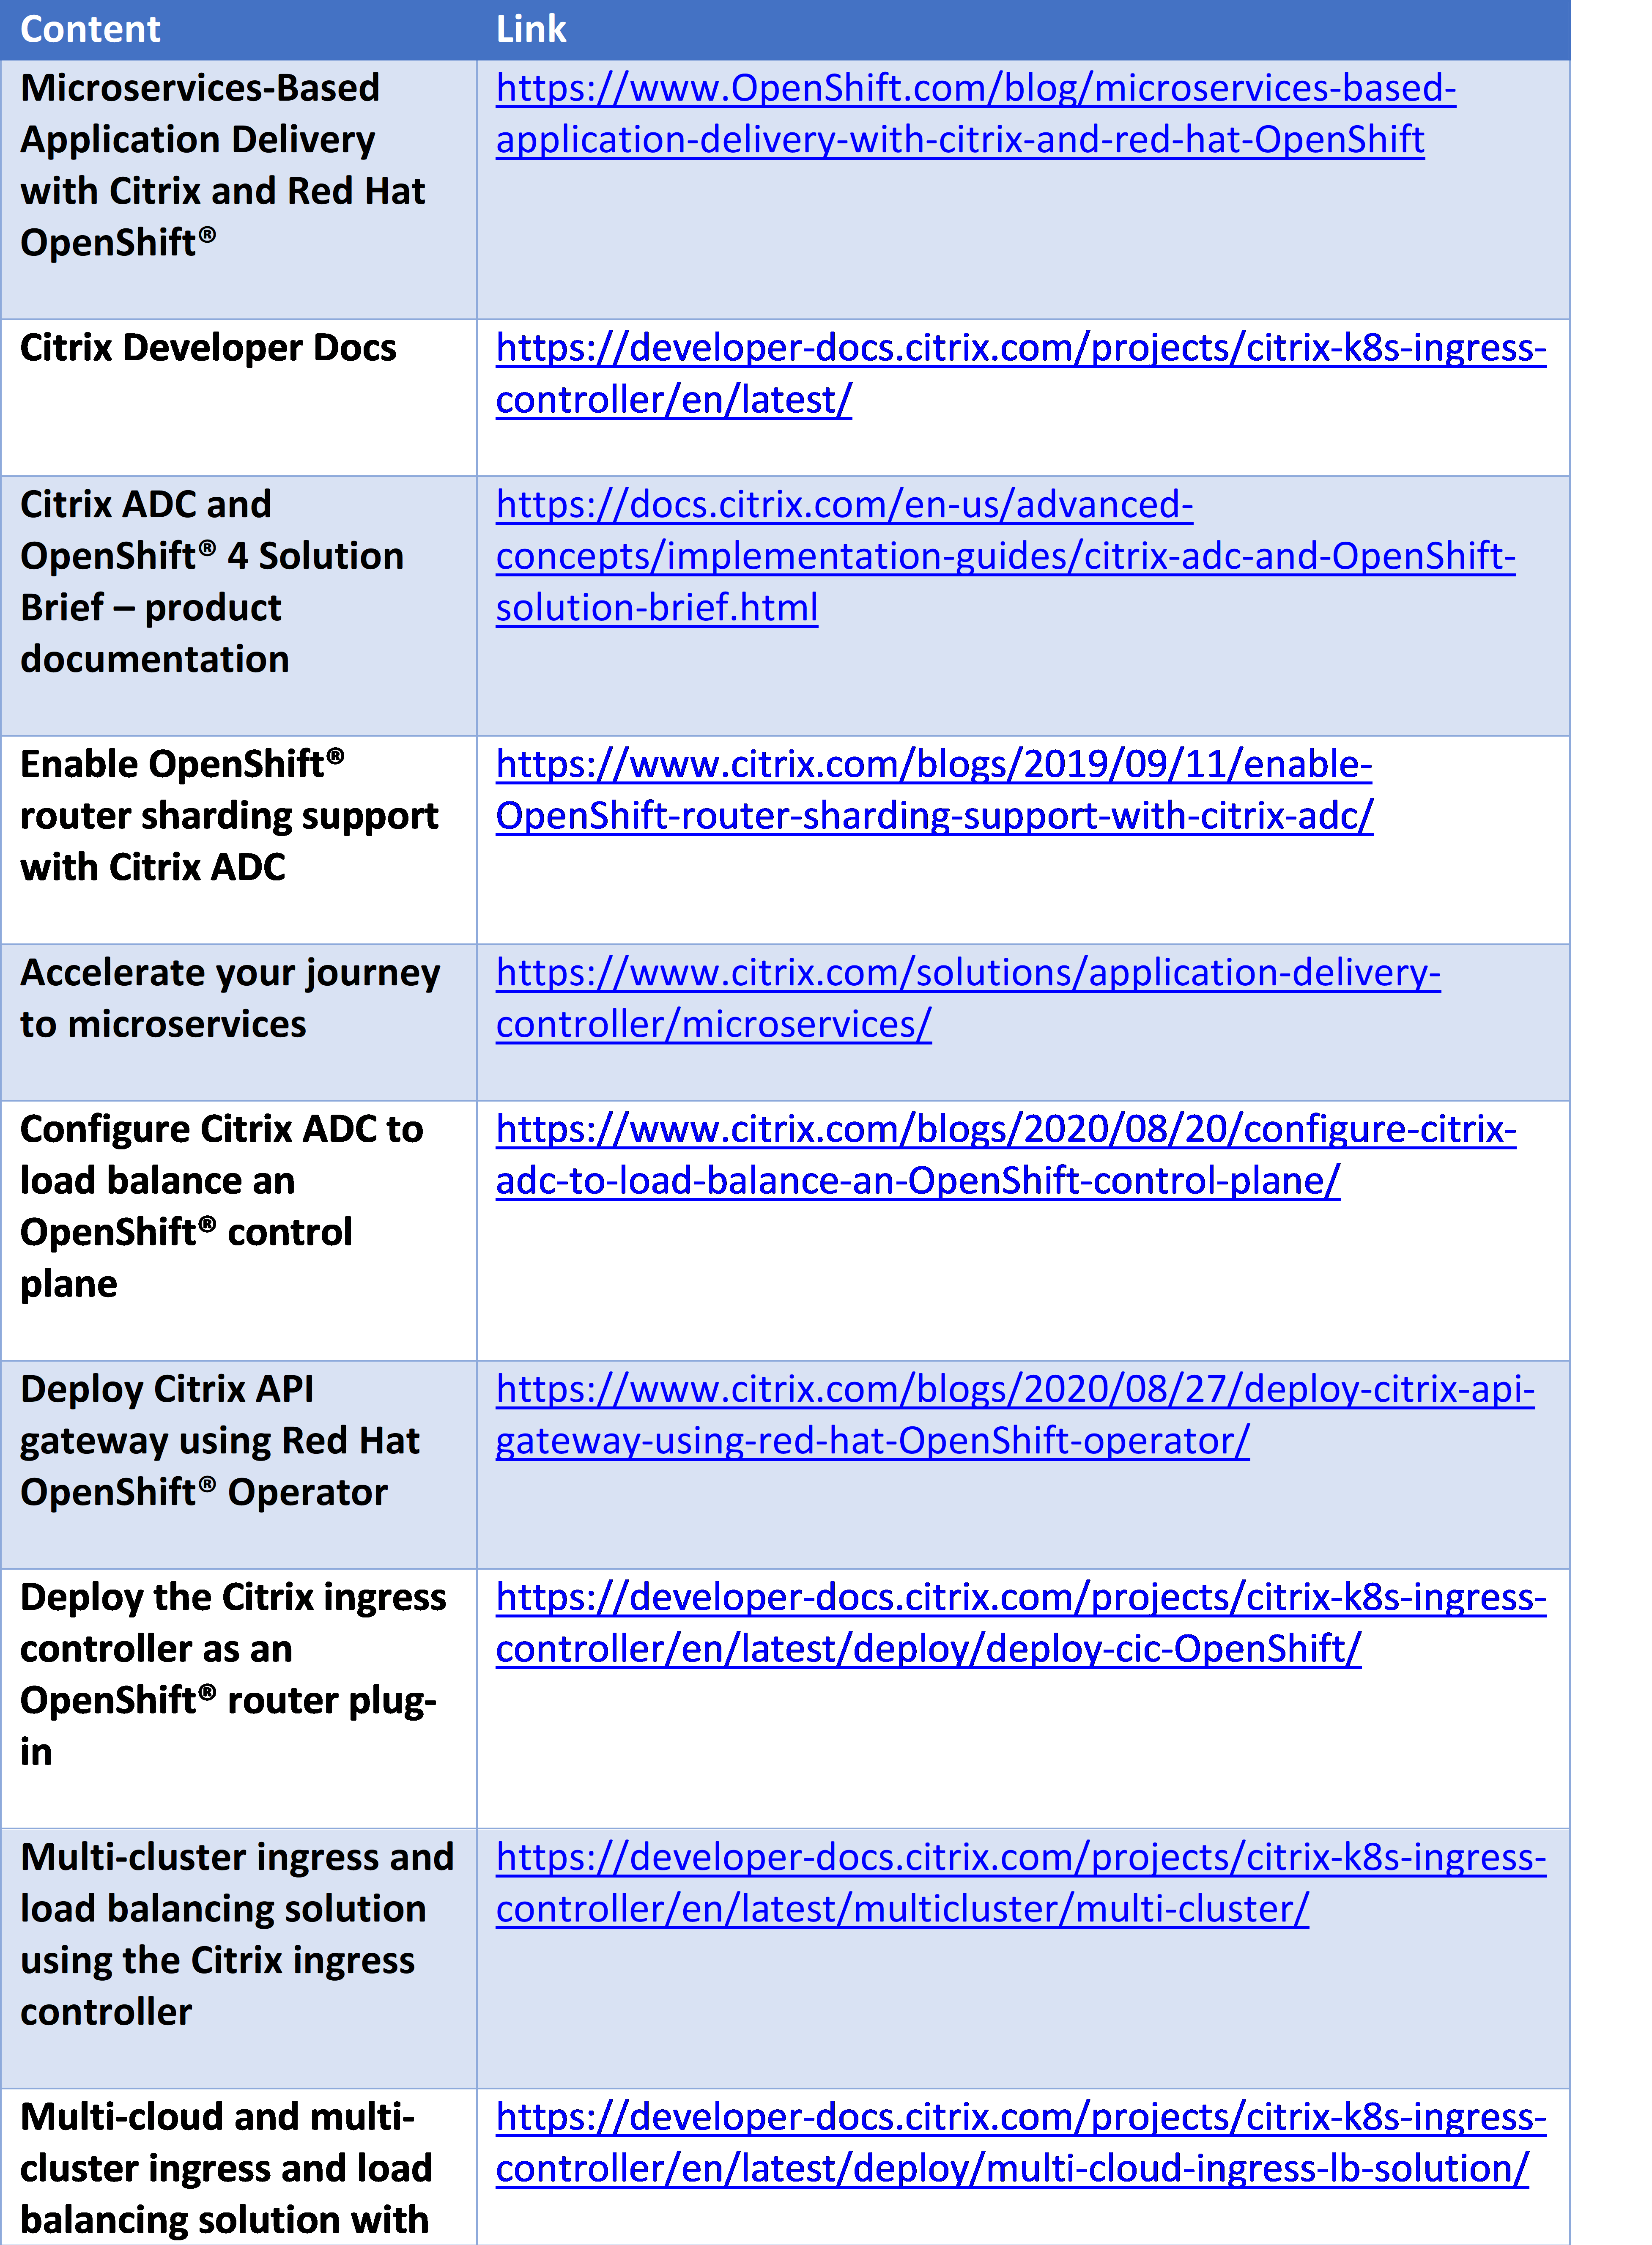 Content
Link
Microservices-Based
Application Delivery
with Citrix and Red Hat
OpenShift®
https://www.OpenShift.com/blog/microservices-based-
application-delivery-with-citrix-and-red-hat-OpenShift
Citrix Developer Docs
https://developer-docs.citrix.com/projects/citrix-k8s-ingress-
controller/en/latest/
Citrix ADC and
OpenShift® 4 Solution
Brief – product
documentation
https://docs.citrix.com/en-us/advanced-
concepts/implementation-guides/citrix-adc-and-OpenShift-
solution-brief.html
Enable OpenShift®
router sharding support
with Citrix ADC
https://www.citrix.com/blogs/2019/09/11/enable-
OpenShift-router-sharding-support-with-citrix-adc/
Accelerate your journey
to microservices
https://www.citrix.com/solutions/application-delivery-
controller/microservices/
Configure Citrix ADC to
load balance an
OpenShift® control
plane
https://www.citrix.com/blogs/2020/08/20/configure-citrix-
adc-to-load-balance-an-OpenShift-control-plane/
Deploy Citrix API
gateway using Red Hat
OpenShift® Operator
https://www.citrix.com/blogs/2020/08/27/deploy-citrix-api-
gateway-using-red-hat-OpenShift-operator/
Deploy the Citrix ingress
controller as an
OpenShift® router plug-
in
https://developer-docs.citrix.com/projects/citrix-k8s-ingress-
controller/en/latest/deploy/deploy-cic-OpenShift/
Multi-cluster ingress and
load balancing solution
using the Citrix ingress
controller
https://developer-docs.citrix.com/projects/citrix-k8s-ingress-
controller/en/latest/multicluster/multi-cluster/
Multi-cloud and multi-
cluster ingress and load
balancing solution with
https://developer-docs.citrix.com/projects/citrix-k8s-ingress-
controller/en/latest/deploy/multi-cloud-ingress-lb-solution/